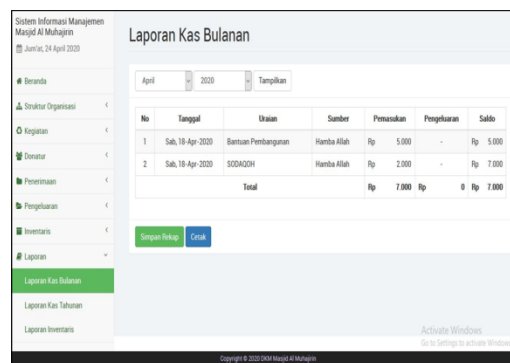 Sistem Informasi Manajemen
Masjid Al Muhajirin
Jum'at, 24 April 2020
Beranda
Struktur Organisasi
Kegiatan
Donatur
Penerimaan
Pengeluaran
Inventaris
Laporan
Laporan Kas Bulanan
Laporan Kas Tahunan
Laporan Inventaris
Laporan Kas Bulanan
April 2020 Tampilkan
No Tanggal Uraian Sumber Pemasukan Pengeluaran Saldo
1 Sab, 18-Apr-2020 Bantuan Pembangunan Hamba Allah Rp 5.000 - Rp 5.000
2 Sab, 18-Apr-2020 SODAQOH Hamba Allah Rp 2.000 - Rp 7.000
Total Rp 7.000 Rp 0 Rp 7.000
Simpan Rekap Cetak
Activate Windows
Go to Settings to activate Windows
Copyright © 2020 DKM Masjid Al Muhajirin